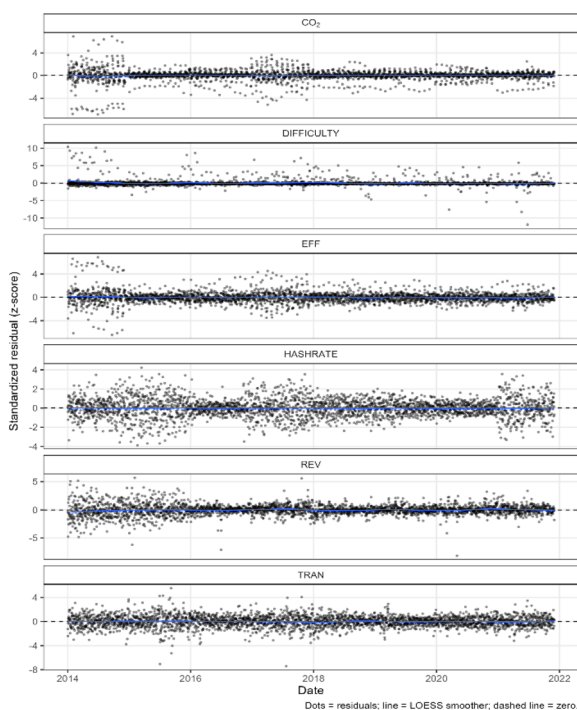 CO₂
4
0
-4
DIFFICULTY
10
5
0
-5
-10
EFF
4
0
-4
HASHRATE
4
2
0
-2
-4
REV
5
0
-5
TRAN
4
0
-4
-8
Standardized residual (z-score)
2014 2016 2018 2020 2022
Date
Dots = residuals; line = LOESS smoother; dashed line = zero.